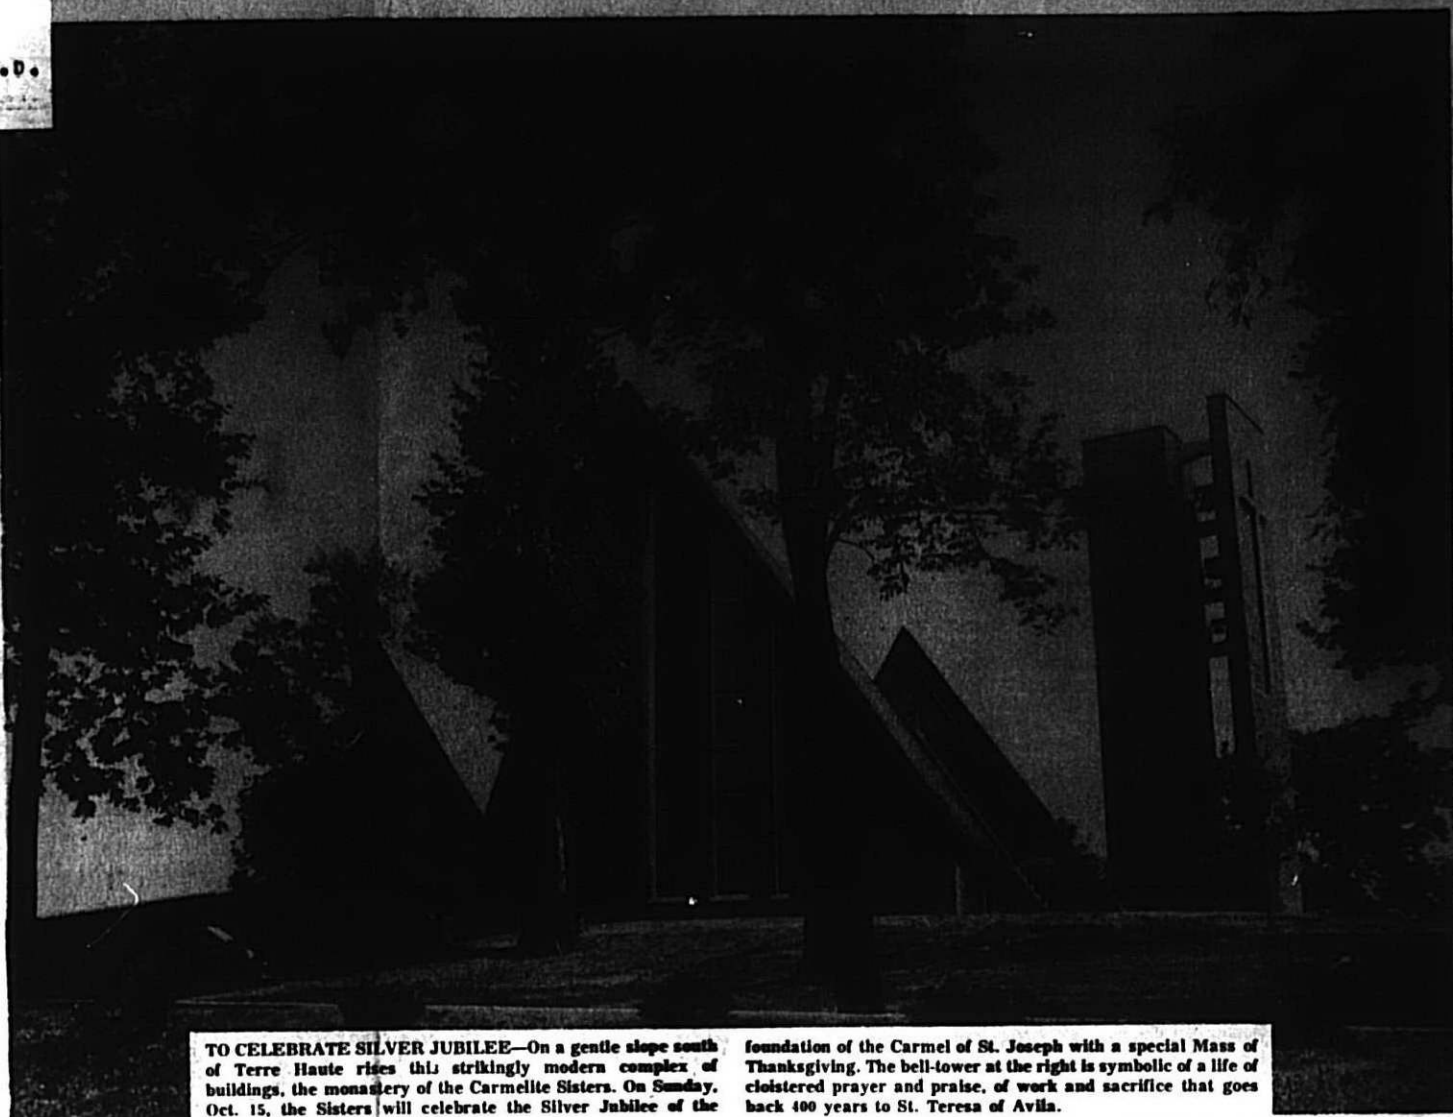 .D.
TO CELEBRATE SILVER JUBILEE—On a gentle slope south
of Terre Haute rises this strikingly modern complex of
buildings, the monastery of the Carmelite Sisters. On Sunday,
Oct. 15, the Sisters will celebrate the Silver Jubilee of the
foundation of the Carmel of St. Joseph with a special Mass of
Thanksgiving. The bell-tower at the right is symbolic of a life of
cloistered prayer and praise, of work and sacrifice that goes
back 400 years to St. Teresa of Avila.